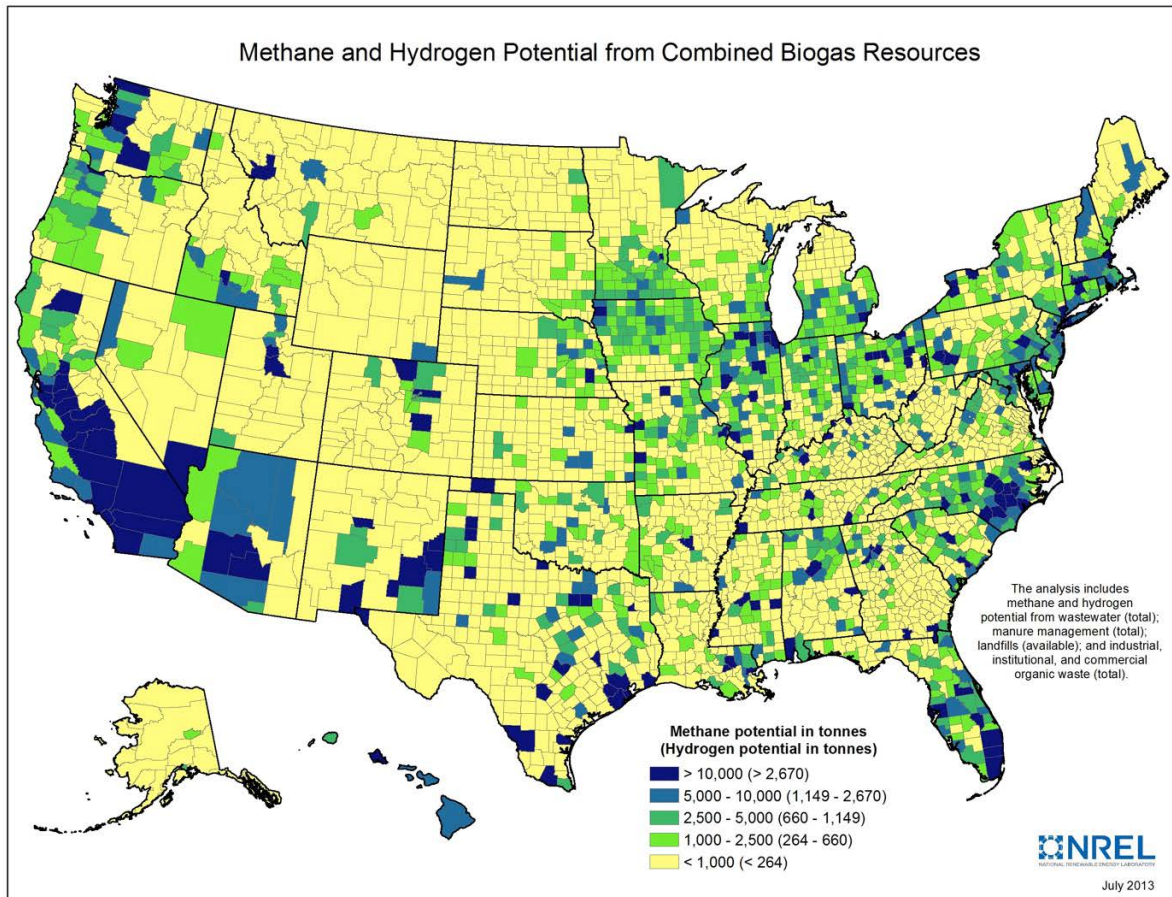 Methane and Hydrogen Potential from Combined Biogas Resources
The analysis includes
methane and hydrogen
potential from wastewater (total);
manure management (total);
landfills (available); and industrial,
institutional, and commercial
organic waste (total).
Methane potential in tonnes
(Hydrogen potential in tonnes)
> 10,000 (> 2,670)
5,000 - 10,000 (1,149 - 2,670)
2,500 - 5,000 (660 - 1,149)
1,000 - 2,500 (264 - 660)
< 1,000 (< 264)
NREL
NATIONAL RENEWABLE ENERGY LABORATORY
July 2013